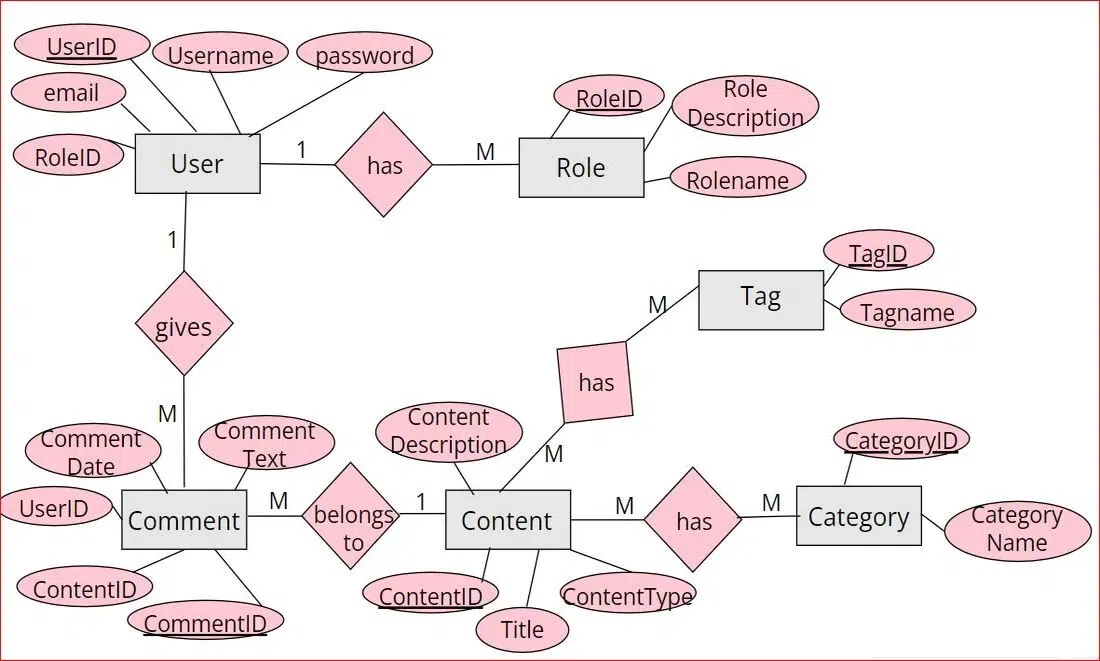 UserID
Username
password
email
RoleID
User
1
has
M
Role
RoleID
Role
Description
Rolename
1
gives
M
TagID
Tag
Tagname
M
has
M
Comment
Date
Comment
Text
UserID
Comment
ContentID
CommentID
M
belongs
to
1
Content
Description
Content
ContentID
Title
ContentType
M
has
M
CategoryID
Category
Category
Name